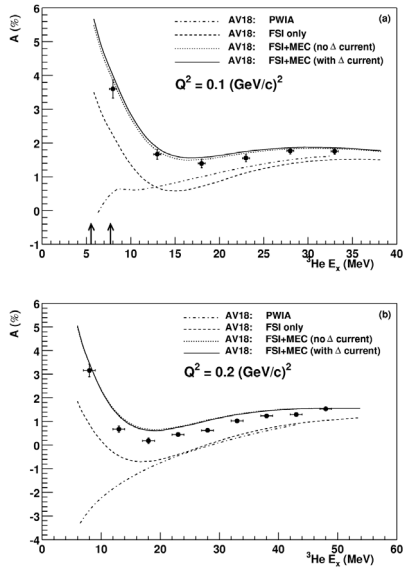 (a)
AV18: PWIA
AV18: FSI only
AV18: FSI+MEC (no Δ current)
AV18: FSI+MEC (with Δ current)
Q² = 0.1 (GeV/c)²
A (%)
6
5
4
3
2
1
0
-1
0 5 10 15 20 25 30 35 40
³He Eₓ (MeV)
(b)
AV18: PWIA
AV18: FSI only
AV18: FSI+MEC (no Δ current)
AV18: FSI+MEC (with Δ current)
Q² = 0.2 (GeV/c)²
A (%)
6
5
4
3
2
1
0
-1
-2
-3
-4
0 10 20 30 40 50 60
³He Eₓ (MeV)